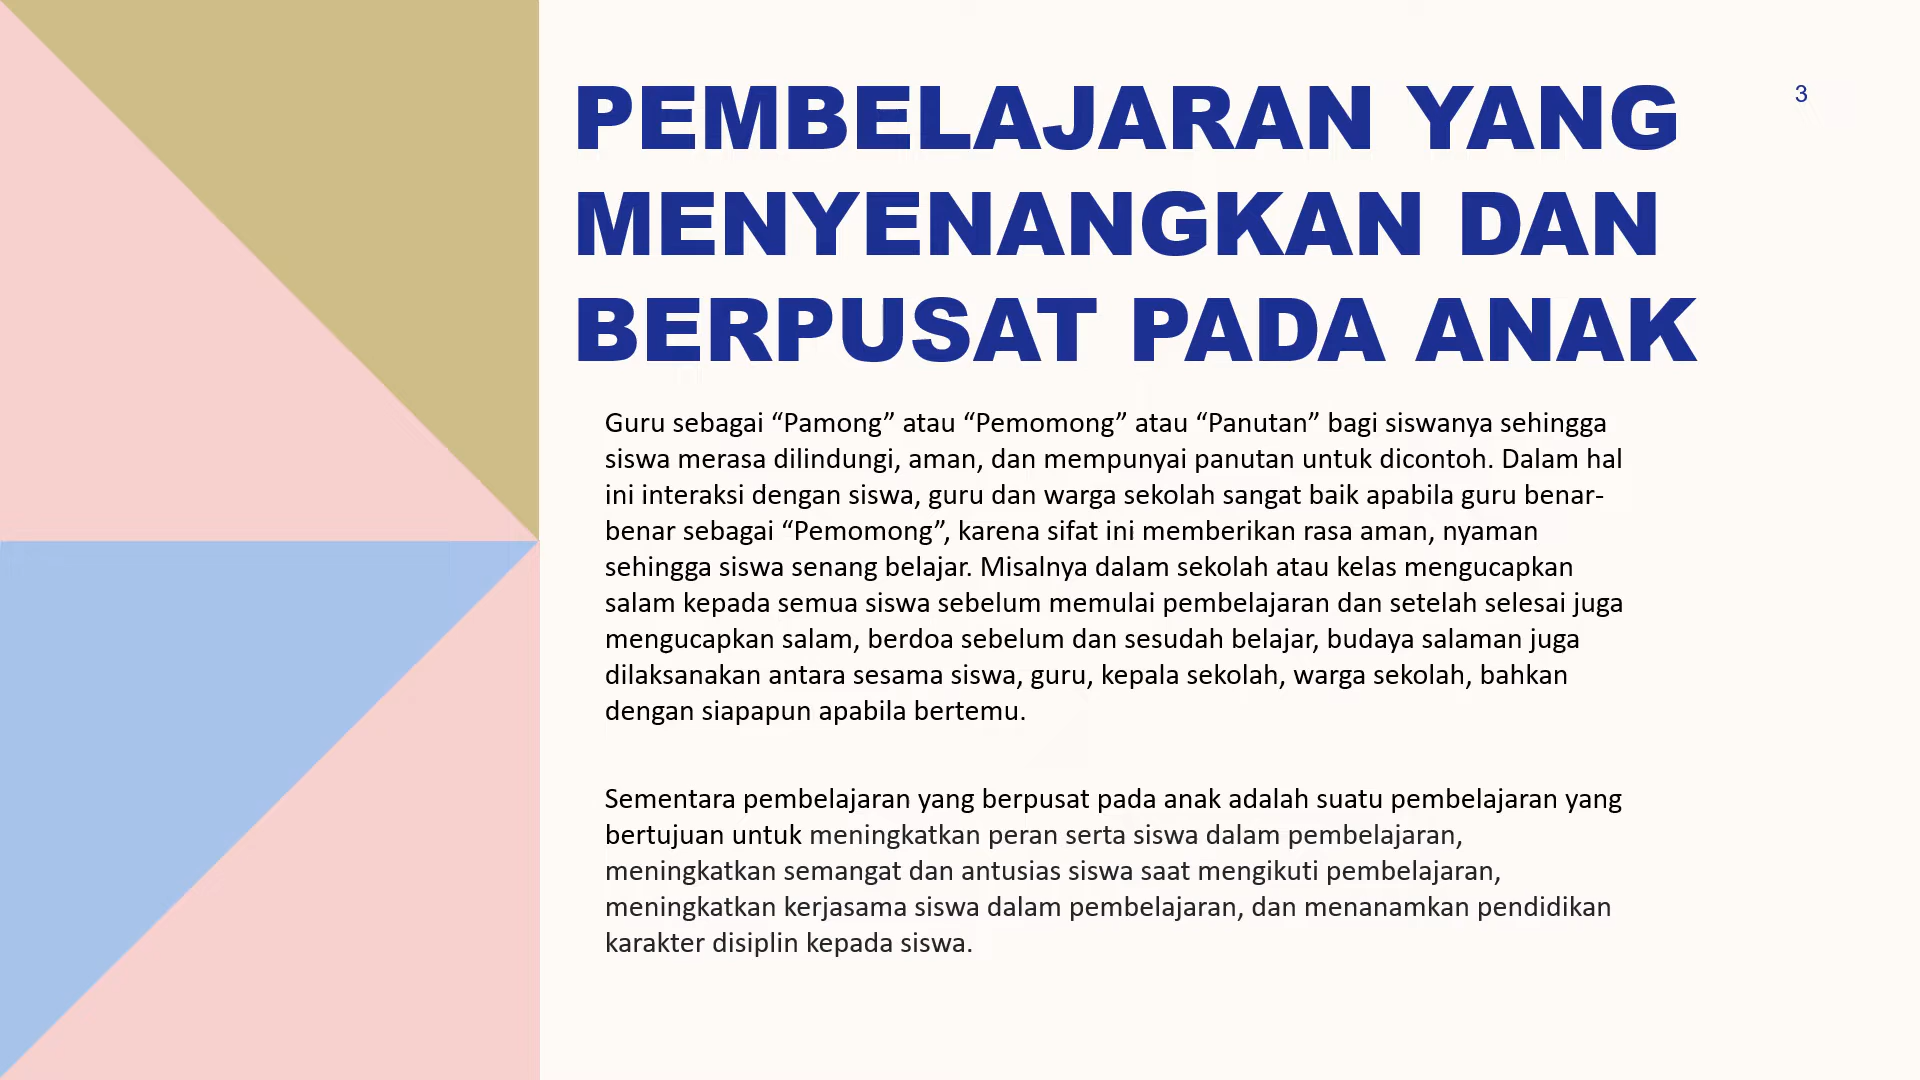 PEMBELAJARAN YANG
MENYENANGKAN DAN
BERPUSAT PADA ANAK
3
Guru sebagai “Pamong” atau “Pemomong” atau “Panutan” bagi siswanya sehingga
siswa merasa dilindungi, aman, dan mempunyai panutan untuk dicontoh. Dalam hal
ini interaksi dengan siswa, guru dan warga sekolah sangat baik apabila guru benar-
benar sebagai “Pemomong”, karena sifat ini memberikan rasa aman, nyaman
sehingga siswa senang belajar. Misalnya dalam sekolah atau kelas mengucapkan
salam kepada semua siswa sebelum memulai pembelajaran dan setelah selesai juga
mengucapkan salam, berdoa sebelum dan sesudah belajar, budaya salaman juga
dilaksanakan antara sesama siswa, guru, kepala sekolah, warga sekolah, bahkan
dengan siapapun apabila bertemu.
Sementara pembelajaran yang berpusat pada anak adalah suatu pembelajaran yang
bertujuan untuk meningkatkan peran serta siswa dalam pembelajaran,
meningkatkan semangat dan antusias siswa saat mengikuti pembelajaran,
meningkatkan kerjasama siswa dalam pembelajaran, dan menanamkan pendidikan
karakter disiplin kepada siswa.